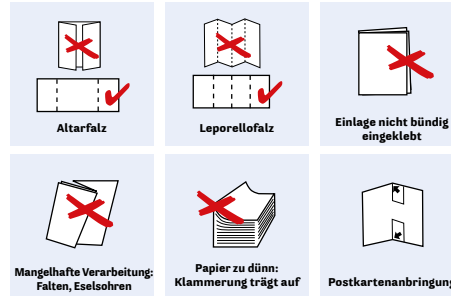 Altarfalz
Leporellofalz
Einlage nicht bündig
eingeklebt
Mangelhafte Verarbeitung:
Falten, Eselsohren
Papier zu dünn:
Klammerung trägt auf
Postkartenanbringung